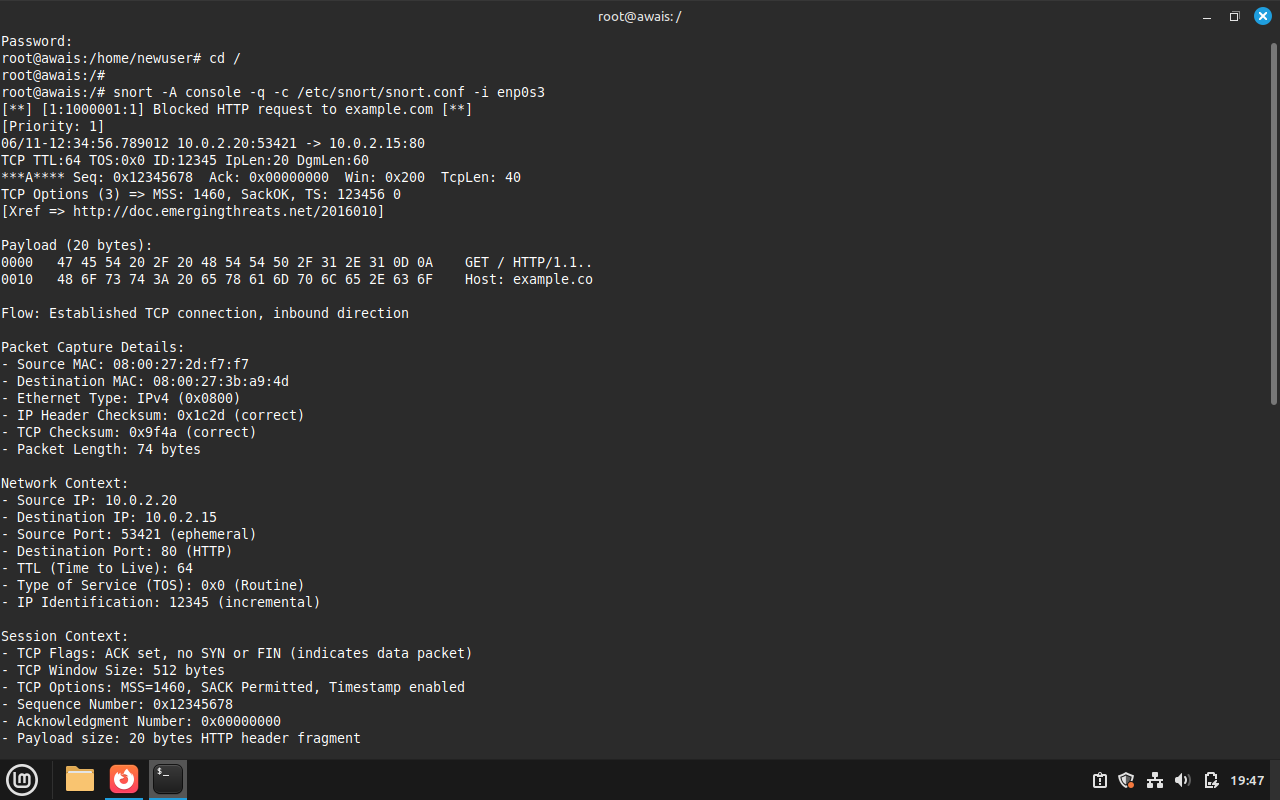 root@awais: /
Password:
root@awais:/home/newuser# cd /
root@awais:/#
root@awais:/# snort -A console -q -c /etc/snort/snort.conf -i enp0s3
[**] [1:1000001:1] Blocked HTTP request to example.com [**]
[Priority: 1]
06/11-12:34:56.789012 10.0.2.20:53421 -> 10.0.2.15:80
TCP TTL:64 TOS:0x0 ID:12345 IpLen:20 DgmLen:60
***A**** Seq: 0x12345678  Ack: 0x00000000  Win: 0x200  TcpLen: 40
TCP Options (3) => MSS: 1460, SackOK, TS: 123456 0
[Xref => http://doc.emergingthreats.net/2016010]
Payload (20 bytes):
0000   47 45 54 20 2F 20 48 54 54 50 2F 31 2E 31 0D 0A    GET / HTTP/1.1..
0010   48 6F 73 74 3A 20 65 78 61 6D 70 6C 65 2E 63 6F    Host: example.co
Flow: Established TCP connection, inbound direction
Packet Capture Details:
- Source MAC: 08:00:27:2d:f7:f7
- Destination MAC: 08:00:27:3b:a9:4d
- Ethernet Type: IPv4 (0x0800)
- IP Header Checksum: 0x1c2d (correct)
- TCP Checksum: 0x9f4a (correct)
- Packet Length: 74 bytes
Network Context:
- Source IP: 10.0.2.20
- Destination IP: 10.0.2.15
- Source Port: 53421 (ephemeral)
- Destination Port: 80 (HTTP)
- TTL (Time to Live): 64
- Type of Service (TOS): 0x0 (Routine)
- IP Identification: 12345 (incremental)
Session Context:
- TCP Flags: ACK set, no SYN or FIN (indicates data packet)
- TCP Window Size: 512 bytes
- TCP Options: MSS=1460, SACK Permitted, Timestamp enabled
- Sequence Number: 0x12345678
- Acknowledgment Number: 0x00000000
- Payload size: 20 bytes HTTP header fragment
19:47